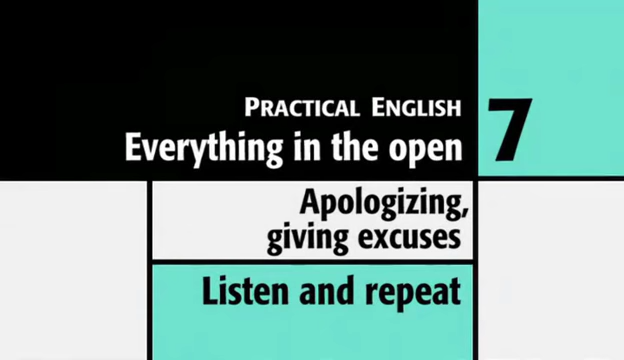 PRACTICAL ENGLISH
7
Everything in the open
Apologizing,
giving excuses
Listen and repeat